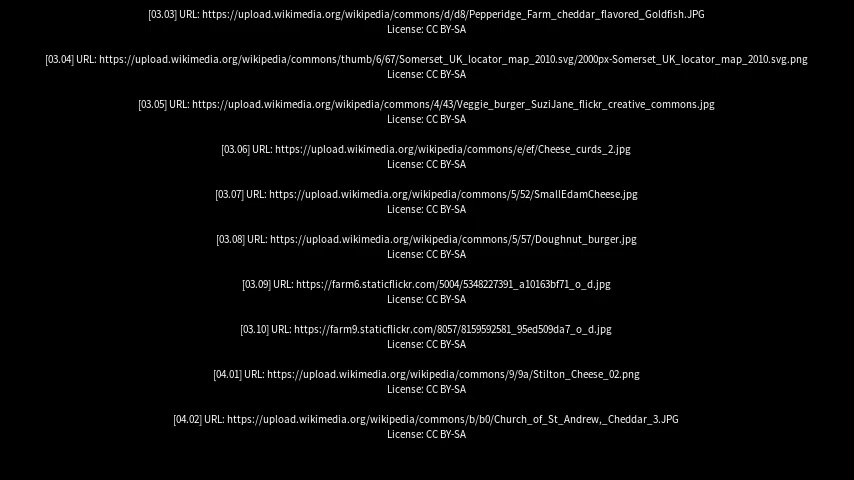 [03.03] URL: https://upload.wikimedia.org/wikipedia/commons/d/d8/Pepperidge_Farm_cheddar_flavored_Goldfish.JPG
License: CC BY-SA
[03.04] URL: https://upload.wikimedia.org/wikipedia/commons/thumb/6/67/Somerset_UK_locator_map_2010.svg/2000px-Somerset_UK_locator_map_2010.svg.png
License: CC BY-SA
[03.05] URL: https://upload.wikimedia.org/wikipedia/commons/4/43/Veggie_burger_SuziJane_flickr_creative_commons.jpg
License: CC BY-SA
[03.06] URL: https://upload.wikimedia.org/wikipedia/commons/e/ef/Cheese_curds_2.jpg
License: CC BY-SA
[03.07] URL: https://upload.wikimedia.org/wikipedia/commons/5/52/SmallEdamCheese.jpg
License: CC BY-SA
[03.08] URL: https://upload.wikimedia.org/wikipedia/commons/5/57/Doughnut_burger.jpg
License: CC BY-SA
[03.09] URL: https://farm6.staticflickr.com/5004/5348227391_a10163bf71_o_d.jpg
License: CC BY-SA
[03.10] URL: https://farm9.staticflickr.com/8057/8159592581_95ed509da7_o_d.jpg
License: CC BY-SA
[04.01] URL: https://upload.wikimedia.org/wikipedia/commons/9/9a/Stilton_Cheese_02.png
License: CC BY-SA
[04.02] URL: https://upload.wikimedia.org/wikipedia/commons/b/b0/Church_of_St_Andrew,_Cheddar_3.JPG
License: CC BY-SA